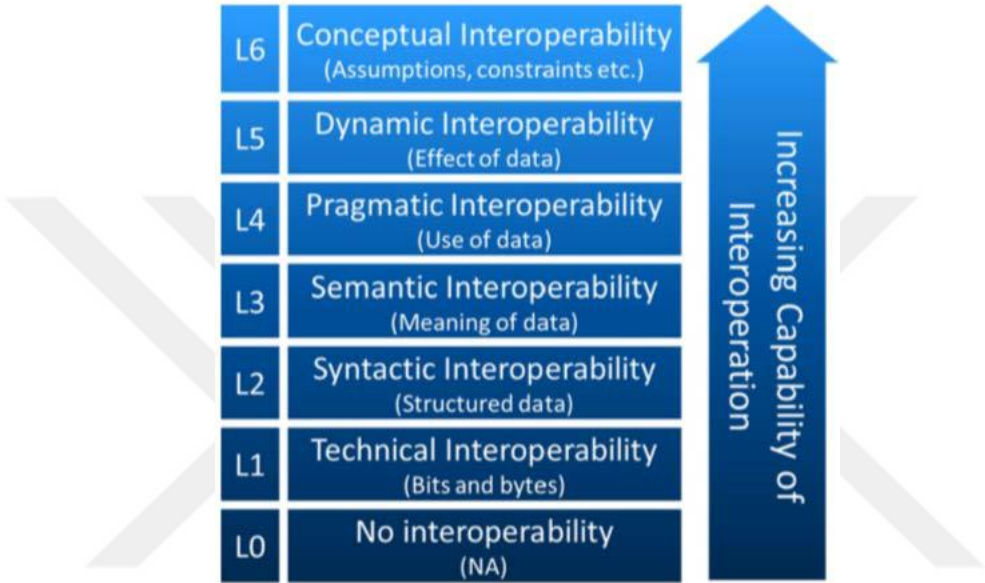 L6
Conceptual Interoperability
(Assumptions, constraints etc.)
L5
Dynamic Interoperability
(Effect of data)
L4
Pragmatic Interoperability
(Use of data)
L3
Semantic Interoperability
(Meaning of data)
L2
Syntactic Interoperability
(Structured data)
L1
Technical Interoperability
(Bits and bytes)
L0
No interoperability
(NA)
Increasing Capability of
Interoperation